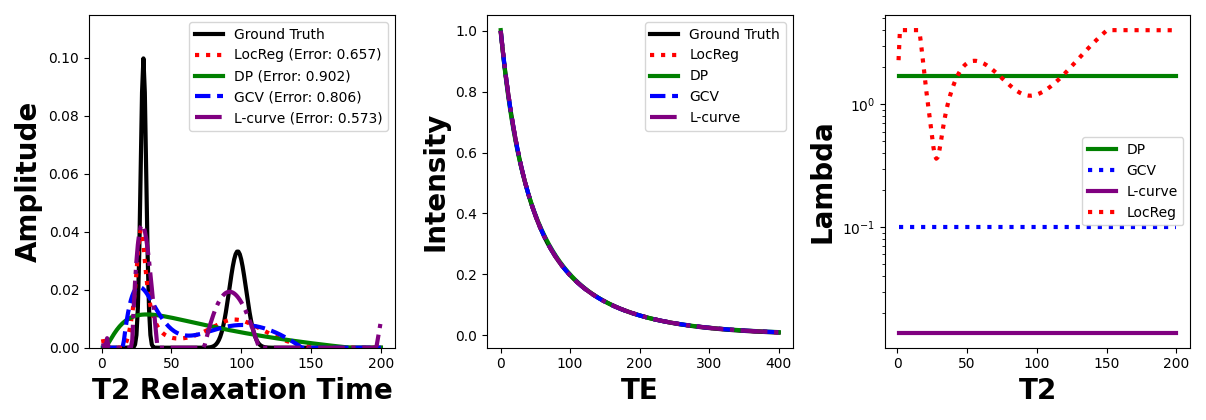 Amplitude
0.00
0.02
0.04
0.06
0.08
0.10
Ground Truth
LocReg (Error: 0.657)
DP (Error: 0.902)
GCV (Error: 0.806)
L-curve (Error: 0.573)
0
50
100
150
200
T2 Relaxation Time
Intensity
0.0
0.2
0.4
0.6
0.8
1.0
Ground Truth
LocReg
DP
GCV
L-curve
0
100
200
300
400
TE
Lambda
10⁰
10⁻¹
DP
GCV
L-curve
LocReg
0
50
100
150
200
T2